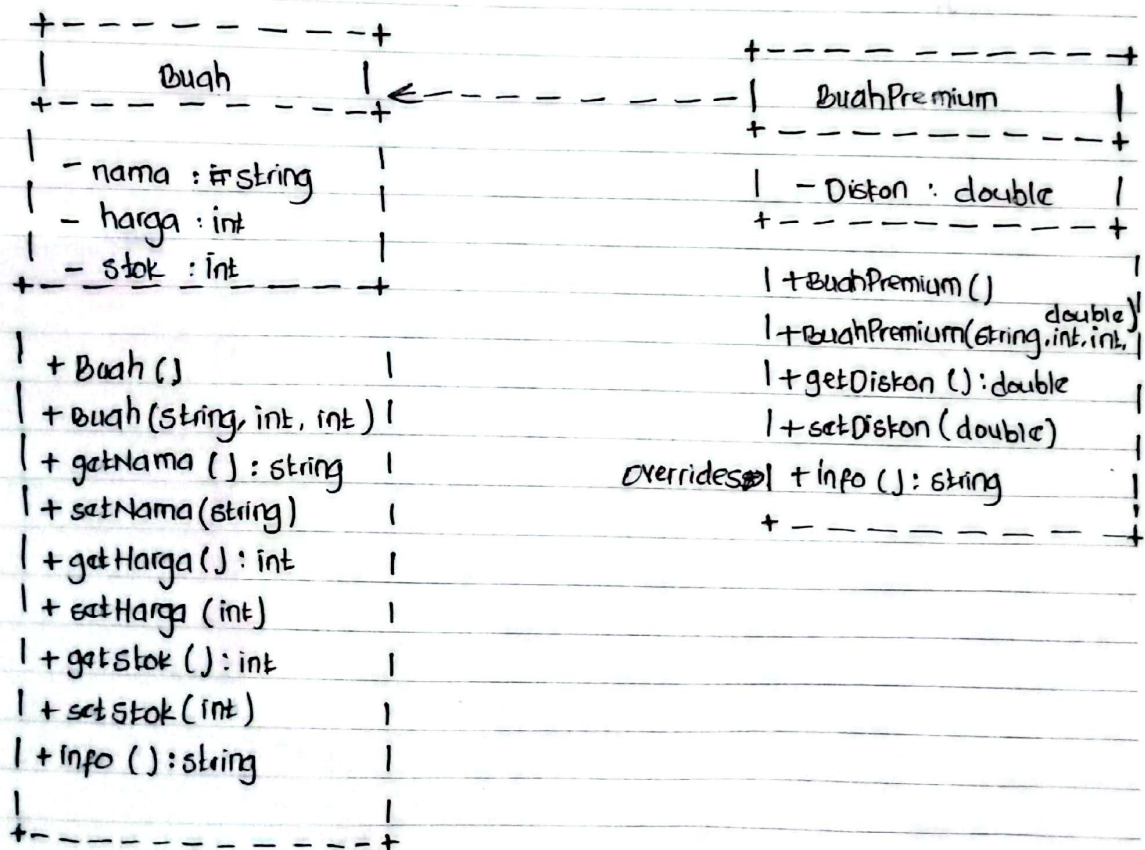 Buah
- nama : string
- harga : int
- stok : int
+ Buah ()
+ Buah (string, int, int)
+ getNama () : string
+ setNama (string)
+ getHarga () : int
+ setHarga (int)
+ getStok () : int
+ setStok (int)
+ info () : string
BuahPremium
- Diskon : double
+ BuahPremium ()
+ BuahPremium (string, int, int, double)
+ getDiskon () : double
+ setDiskon (double)
Overrides + info () : string